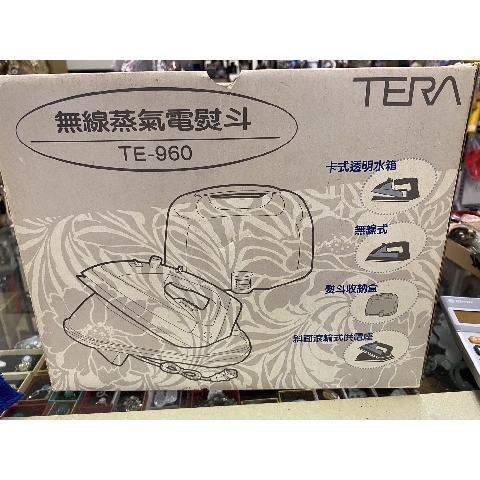 TERA
無線蒸氣電熨斗
TE-960
卡式透明水箱
無線式
熨斗收納盒
斜面滾輪式供電座